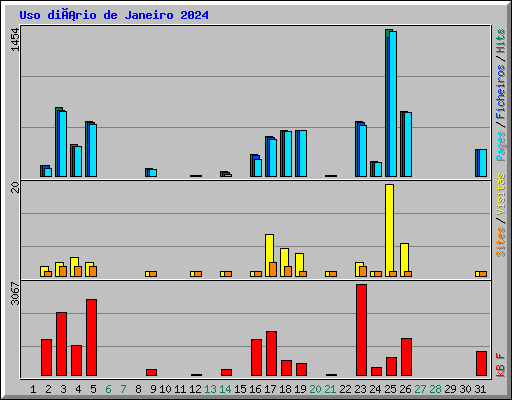 Uso diÃ¡rio de Janeiro 2024
1454
20
3067
Pages / Ficheiros / Hits
Sites / Visitas
kB F
1 2 3 4 5 6 7 8 9 10 11 12 13 14 15 16 17 18 19 20 21 22 23 24 25 26 27 28 29 30 31